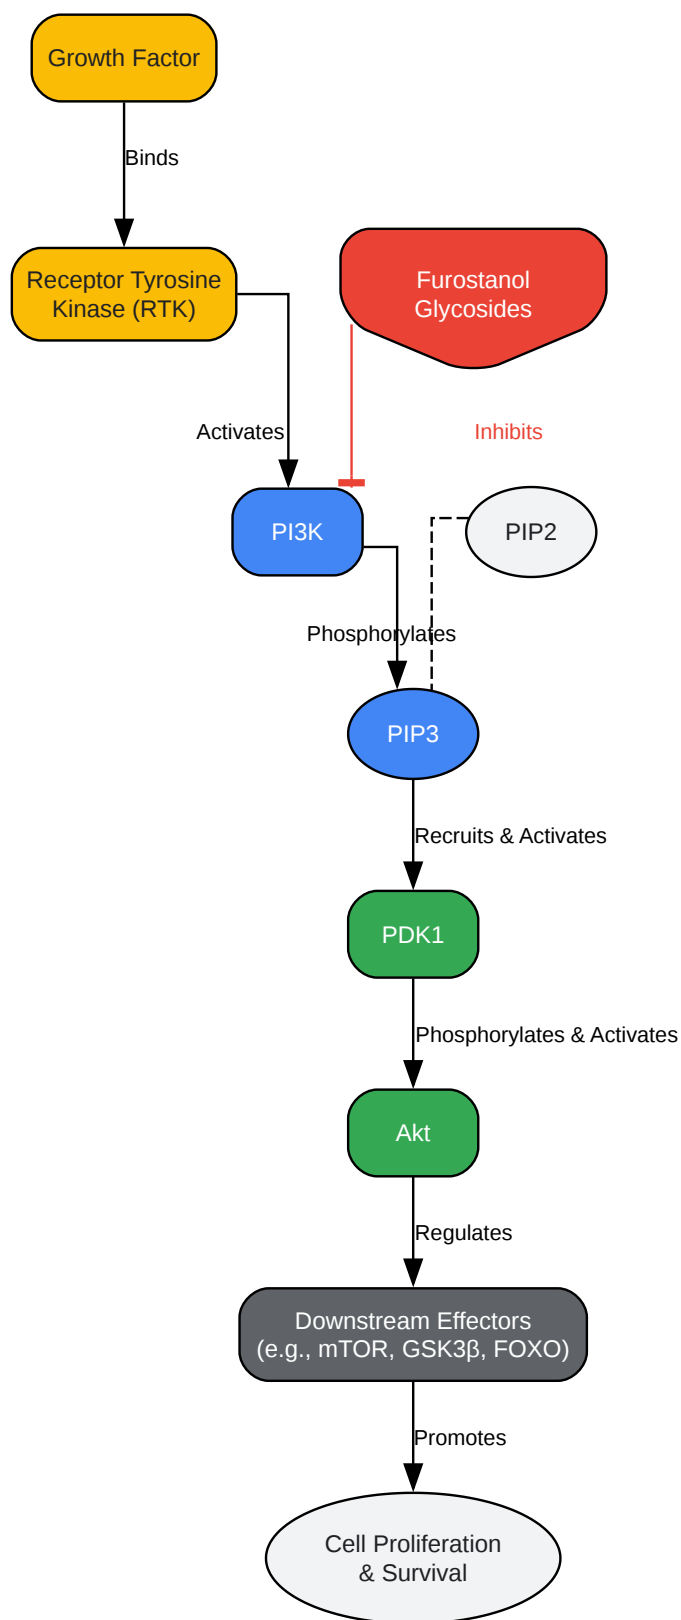 Growth Factor
Binds
Receptor Tyrosine
Kinase (RTK)
Furostanol
Glycosides
Activates
Inhibits
PI3K
PIP2
Phosphorylates
PIP3
Recruits & Activates
PDK1
Phosphorylates & Activates
Akt
Regulates
Downstream Effectors
(e.g., mTOR, GSK3β, FOXO)
Promotes
Cell Proliferation
& Survival